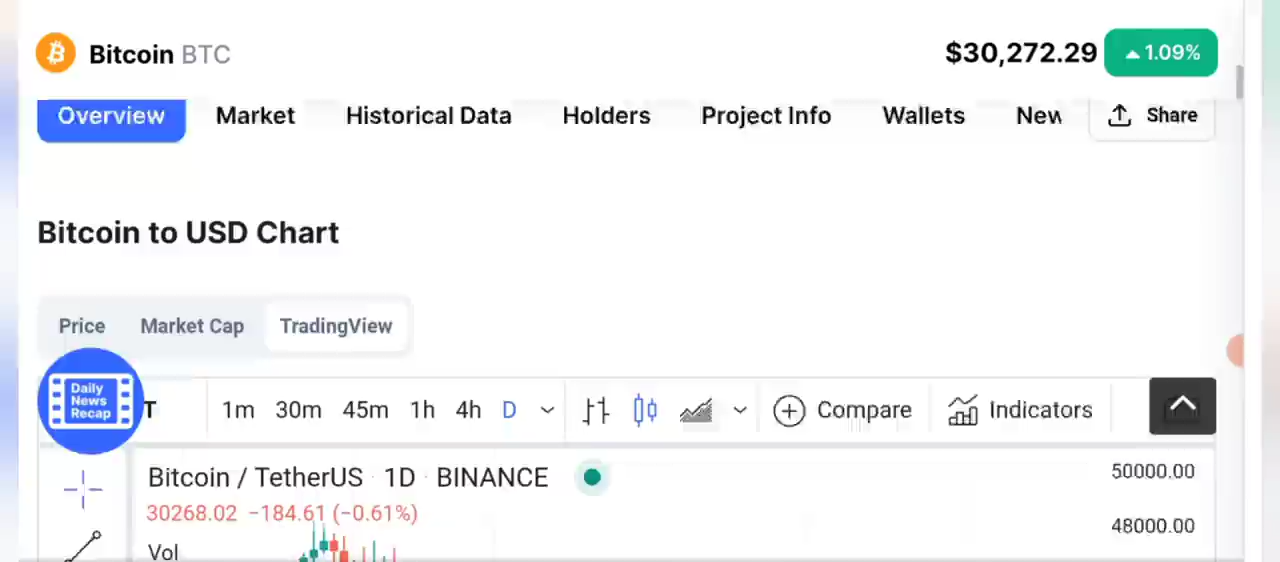 Bitcoin BTC
$30,272.29 1.09%
Overview Market Historical Data Holders Project Info Wallets New Share
Bitcoin to USD Chart
Price Market Cap TradingView
Daily
News
Recap
T 1m 30m 45m 1h 4h D Compare Indicators
Bitcoin / TetherUS · 1D · BINANCE
50000.00
30268.02 −184.61 (−0.61%)
48000.00
Vol